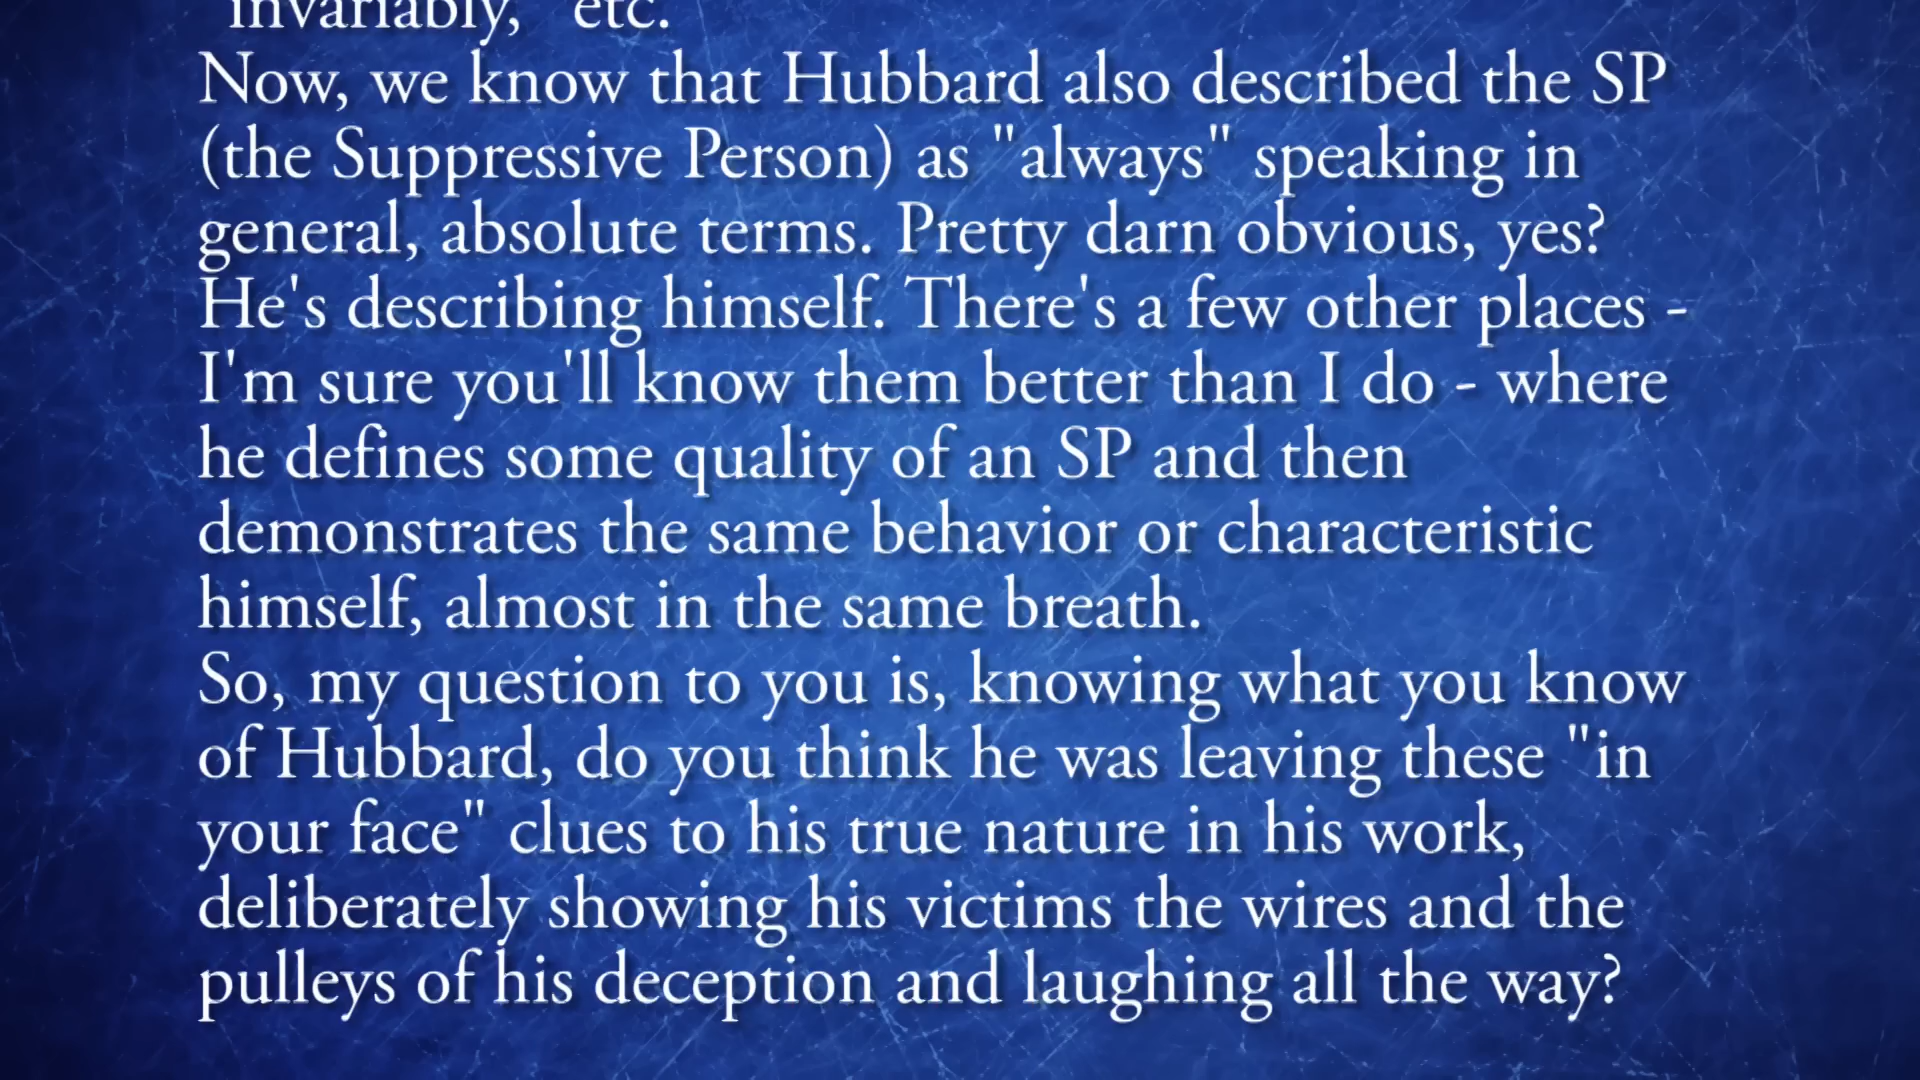 invariably," "etc.
Now, we know that Hubbard also described the SP
(the Suppressive Person) as "always" speaking in
general, absolute terms. Pretty darn obvious, yes?
He's describing himself. There's a few other places -
I'm sure you'll know them better than I do - where
he defines some quality of an SP and then
demonstrates the same behavior or characteristic
himself, almost in the same breath.
So, my question to you is, knowing what you know
of Hubbard, do you think he was leaving these "in
your face" clues to his true nature in his work,
deliberately showing his victims the wires and the
pulleys of his deception and laughing all the way?